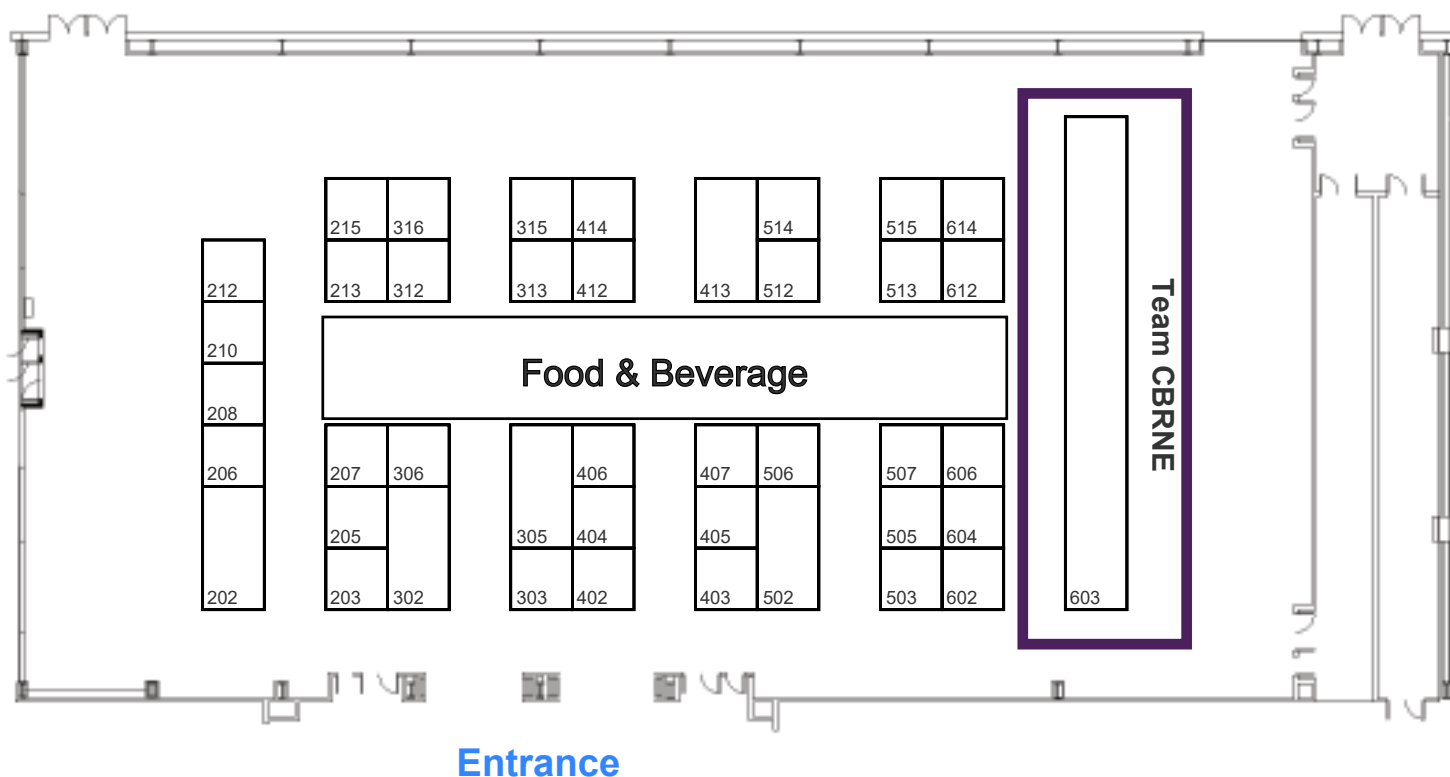 215 316 315 414 514 515 614
212 213 312 313 412 413 512 513 612
210
Food & Beverage
Team CBRNE
208
206 207 306 406 407 506 507 606
205 305 404 405 505 604
202 203 302 303 402 403 502 503 602 603
Entrance